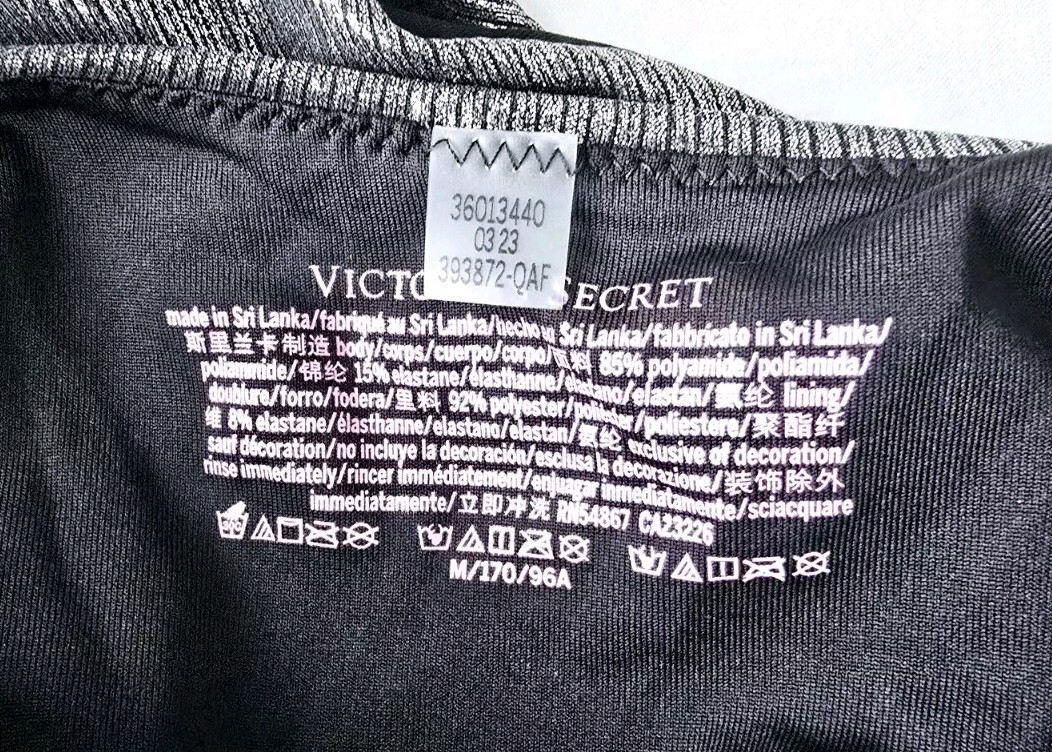 36013440
03 23
393872-QAF
VICTO SECRET
made in Sri Lanka/fabriqué au Sri Lanka/hecho en Sri Lanka/fabbricato in Sri Lanka/
斯里兰卡制造 body/corps/cuerpo/corpo/面料 85% polyamide/poliamida/
poliammide/锦纶 15% elastane/élasthanne/elastano/elastan/氨纶 lining/
doublure/forro/fodera/里料 92% polyester/poliéster/poliestere/聚酯纤
维 8% elastane/élasthanne/elastano/elastan/氨纶 exclusive of decoration/
sauf décoration/no incluye la decoración/esclusa la decorazione/装饰除外
rinse immediately/rincer immédiatement/enjuagar inmediatamente/sciacquare
immediatamente/立即冲洗 RN54867 CA23226
M/170/96A